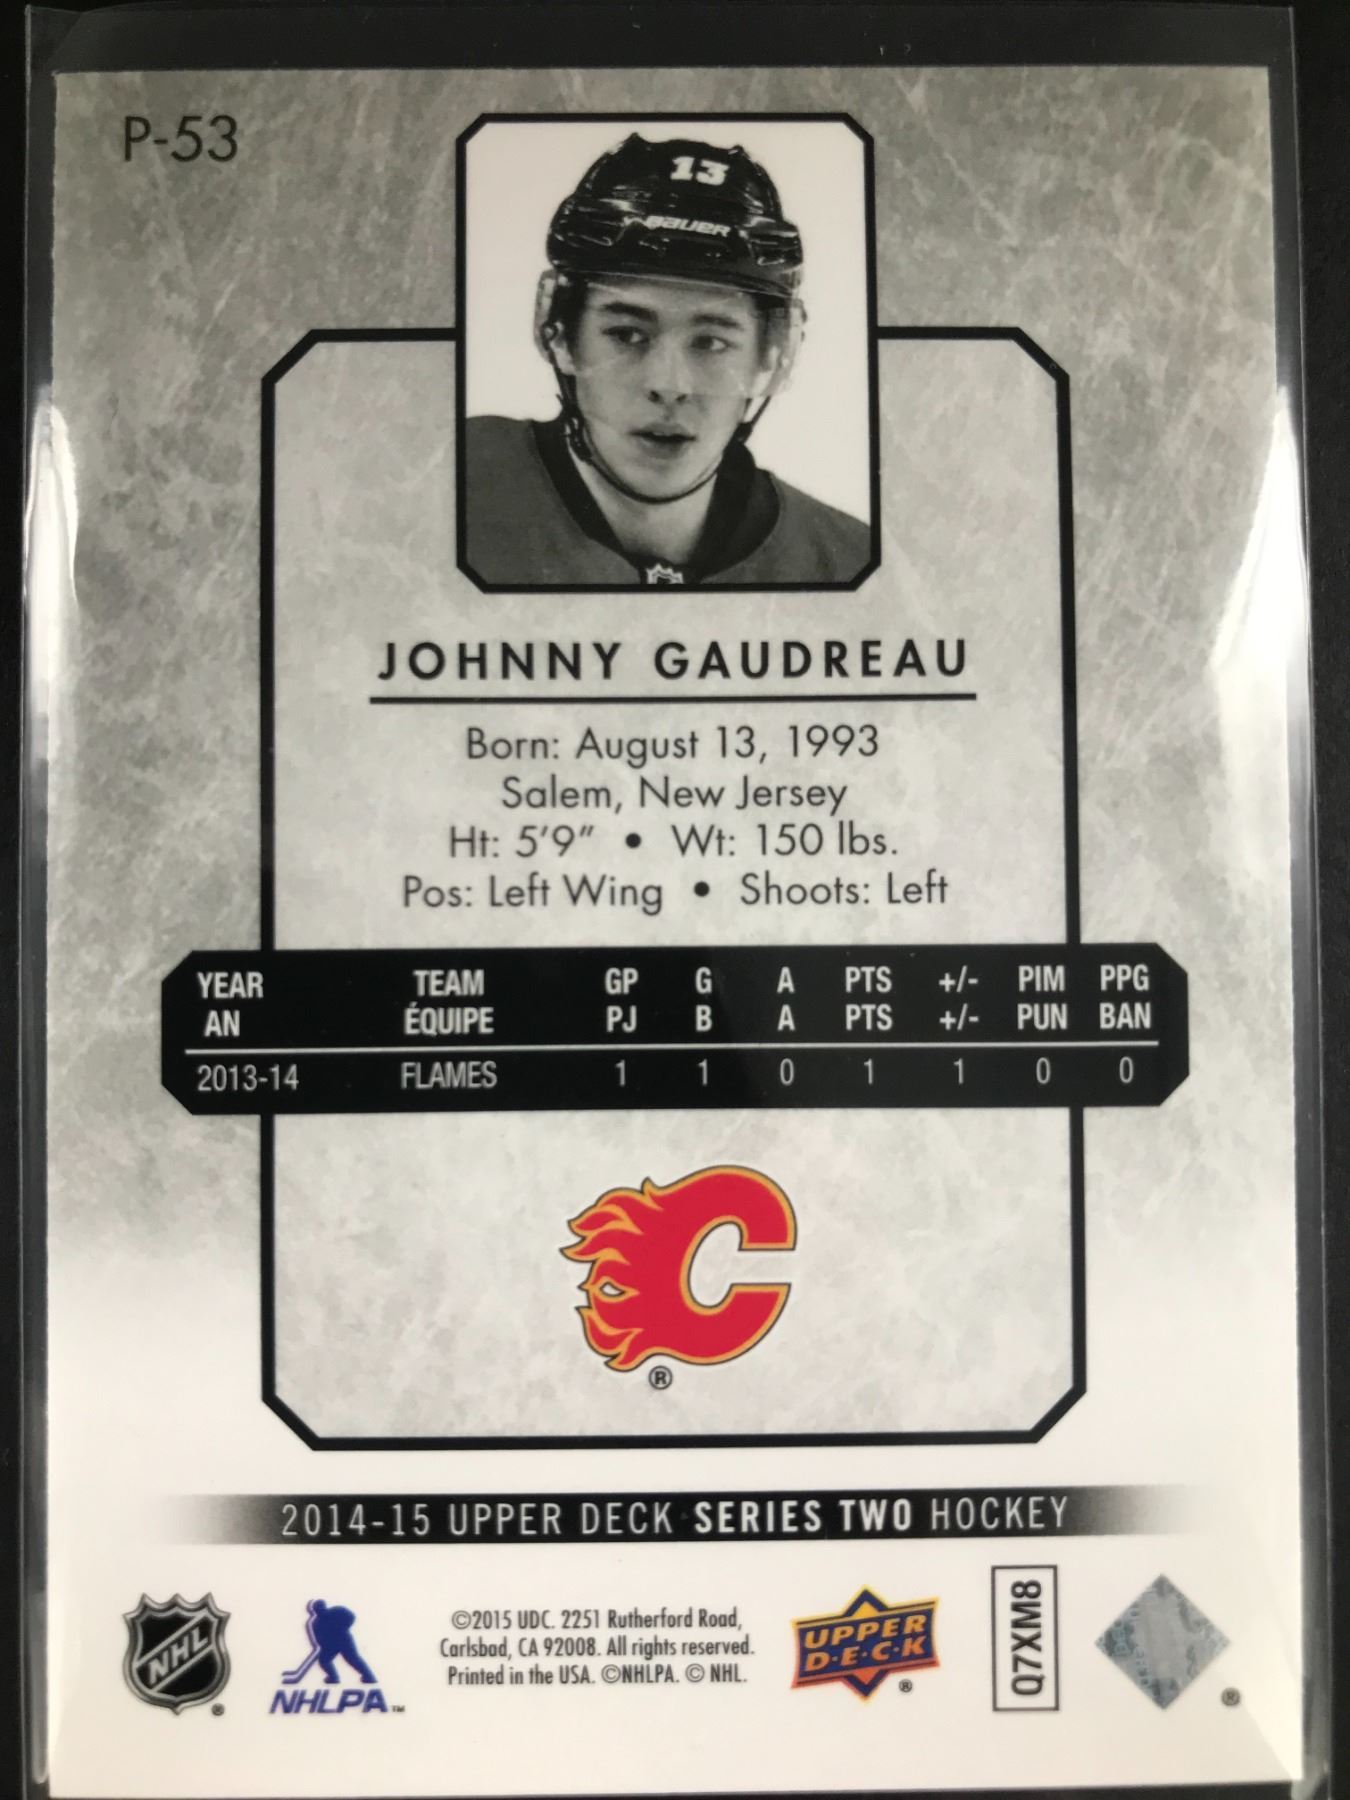 P-53
13
BAUER
JOHNNY GAUDREAU
Born: August 13, 1993
Salem, New Jersey
Ht: 5'9" • Wt: 150 lbs.
Pos: Left Wing • Shoots: Left
YEAR TEAM GP G A PTS +/- PIM PPG
AN ÉQUIPE PJ B A PTS +/- PUN BAN
2013-14 FLAMES 1 1 0 1 1 0 0
C
®
2014-15 UPPER DECK SERIES TWO HOCKEY
NHL ®
NHLPA ™
©2015 UDC. 2251 Rutherford Road,
Carlsbad, CA 92008. All rights reserved.
Printed in the USA. ©NHLPA. © NHL.
UPPER
D·E·C·K ®
Q7XM8
®